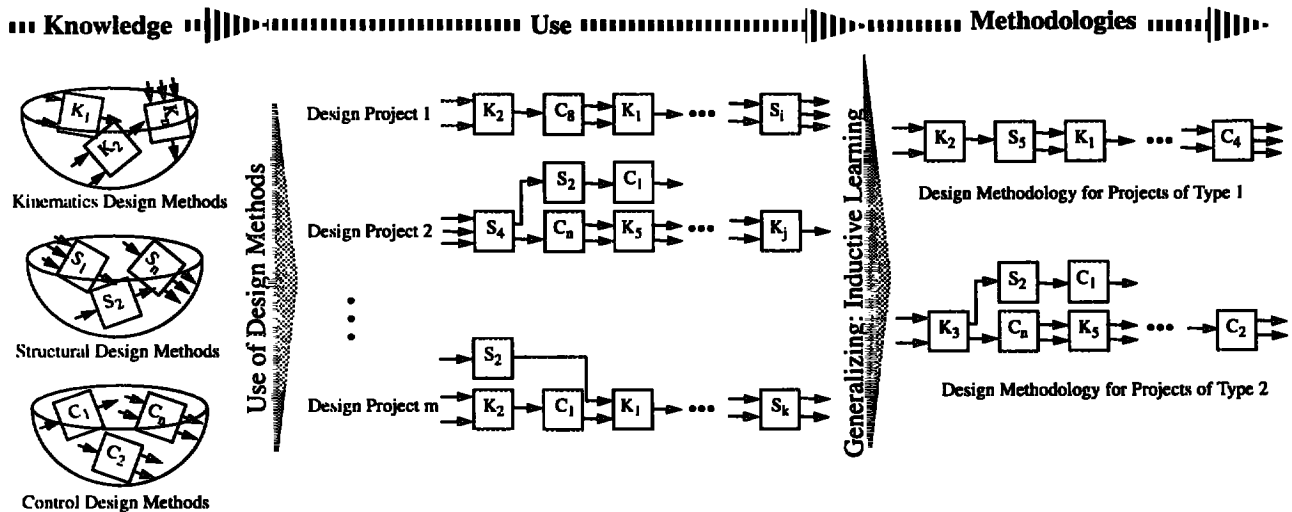 Knowledge Use Methodologies
K₁ K₂ Kₙ
Kinematics Design Methods
S₁ S₂ Sₙ
Structural Design Methods
C₁ C₂ Cₙ
Control Design Methods
Use of Design Methods
Design Project 1 K₂ C₈ K₁ ••• Sᵢ
S₂ C₁
Design Project 2 S₄ Cₙ K₅ ••• Kⱼ
S₂
Design Project m K₂ C₁ K₁ ••• Sₖ
Generalizing: Inductive Learning
K₂ S₅ K₁ ••• C₄
Design Methodology for Projects of Type 1
S₂ C₁
K₃ Cₙ K₅ ••• C₂
Design Methodology for Projects of Type 2